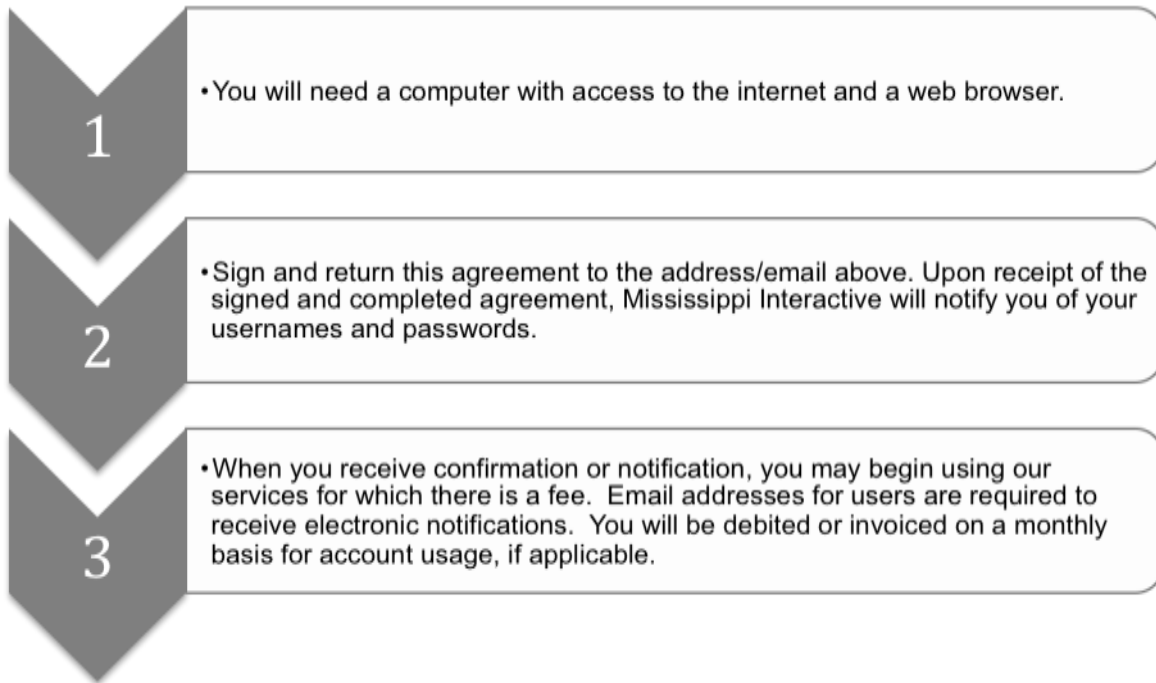 1
•You will need a computer with access to the internet and a web browser.
2
•Sign and return this agreement to the address/email above. Upon receipt of the
signed and completed agreement, Mississippi Interactive will notify you of your
usernames and passwords.
3
•When you receive confirmation or notification, you may begin using our
services for which there is a fee.  Email addresses for users are required to
receive electronic notifications.  You will be debited or invoiced on a monthly
basis for account usage, if applicable.